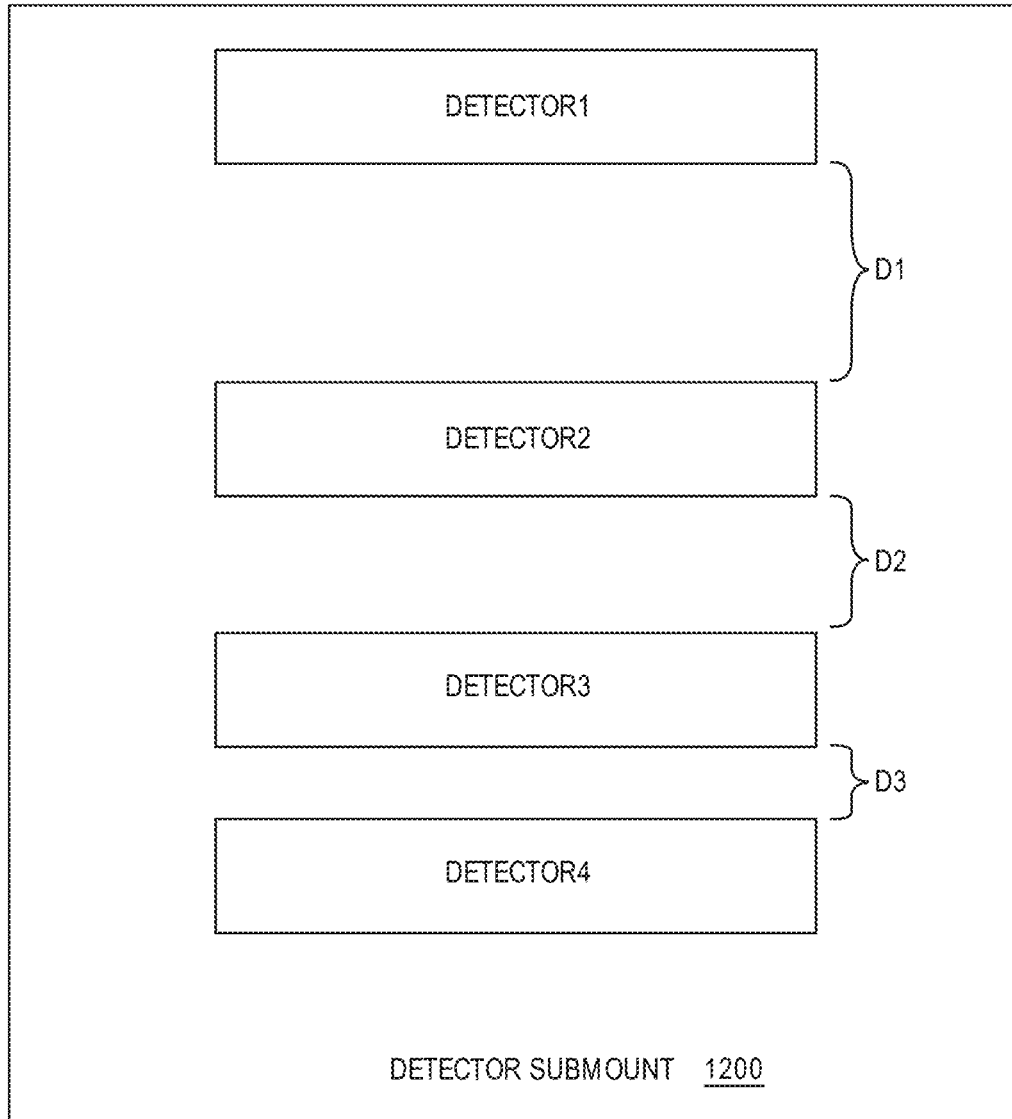 DETECTOR1
D1
DETECTOR2
D2
DETECTOR3
D3
DETECTOR4
DETECTOR SUBMOUNT 1200